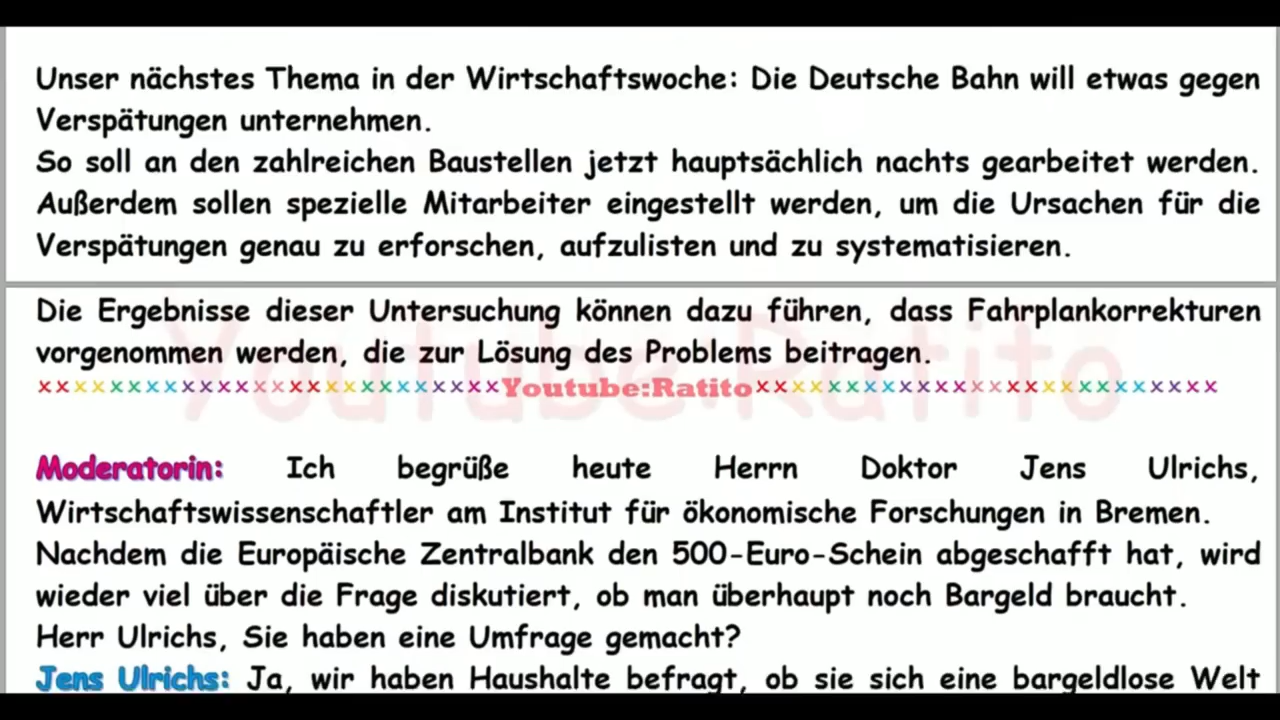 Unser nächstes Thema in der Wirtschaftswoche: Die Deutsche Bahn will etwas gegen
Verspätungen unternehmen.
So soll an den zahlreichen Baustellen jetzt hauptsächlich nachts gearbeitet werden.
Außerdem sollen spezielle Mitarbeiter eingestellt werden, um die Ursachen für die
Verspätungen genau zu erforschen, aufzulisten und zu systematisieren.
Die Ergebnisse dieser Untersuchung können dazu führen, dass Fahrplankorrekturen
vorgenommen werden, die zur Lösung des Problems beitragen.
xxxxxxxxxxxxxxxxxxxxxxxxxxYoutube:Ratitoxxxxxxxxxxxxxxxxxxxxxxxxxx
Youtube:Ratito
Moderatorin: Ich begrüße heute Herrn Doktor Jens Ulrichs,
Wirtschaftswissenschaftler am Institut für ökonomische Forschungen in Bremen.
Nachdem die Europäische Zentralbank den 500-Euro-Schein abgeschafft hat, wird
wieder viel über die Frage diskutiert, ob man überhaupt noch Bargeld braucht.
Herr Ulrichs, Sie haben eine Umfrage gemacht?
Jens Ulrichs: Ja, wir haben Haushalte befragt, ob sie sich eine bargeldlose Welt